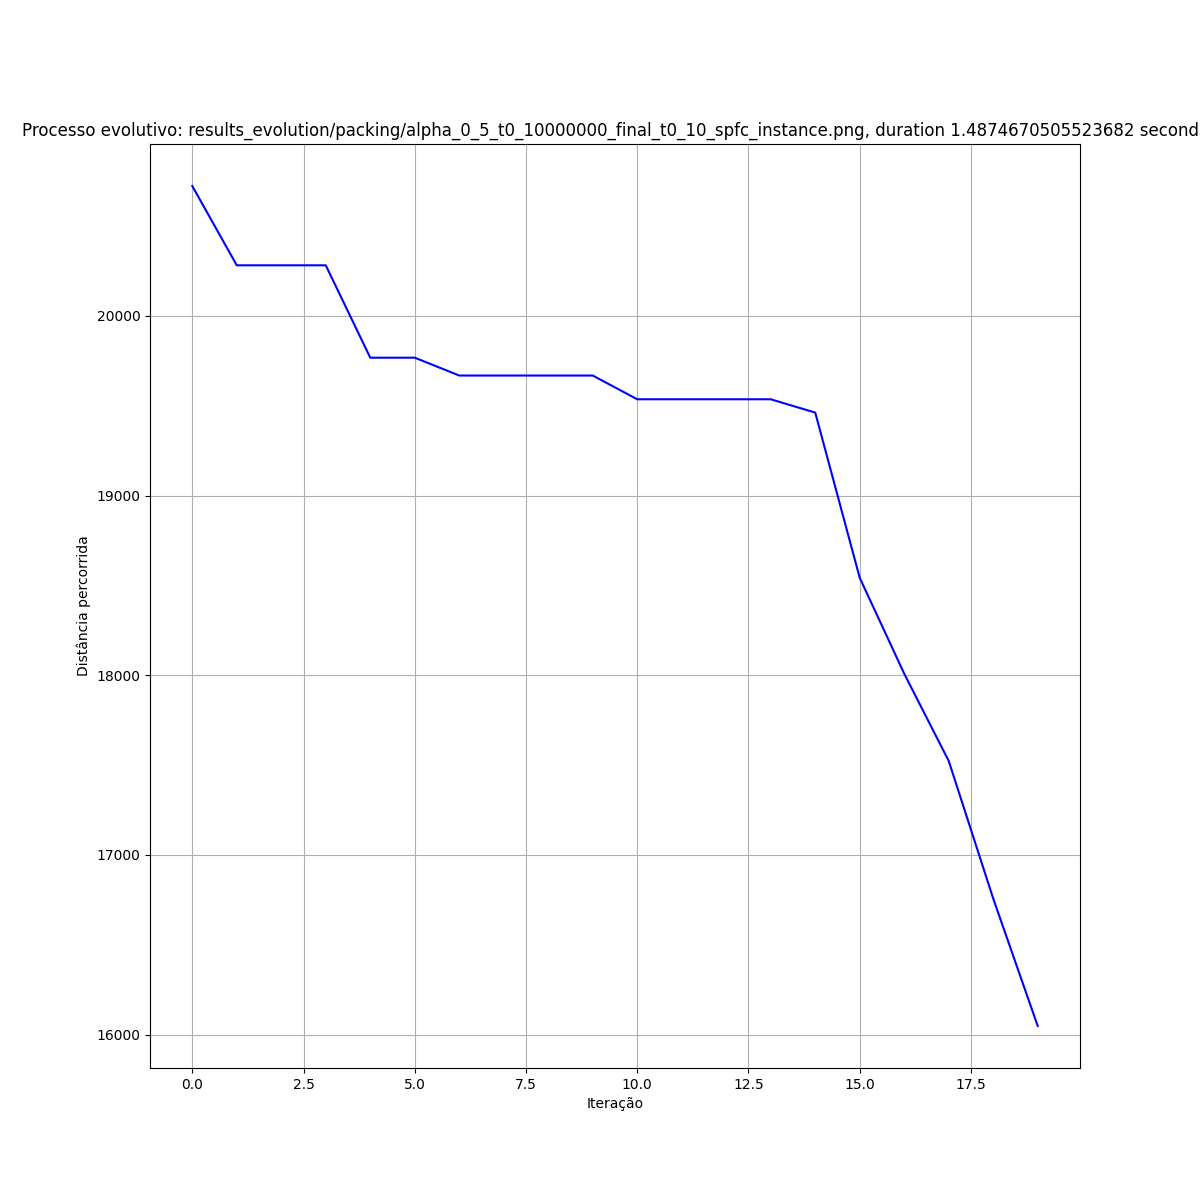 Processo evolutivo: results_evolution/packing/alpha_0_5_t0_10000000_final_t0_10_spfc_instance.png, duration 1.4874670505523682 second
20000
19000
18000
17000
16000
Distância percorrida
0.0 2.5 5.0 7.5 10.0 12.5 15.0 17.5
Iteração